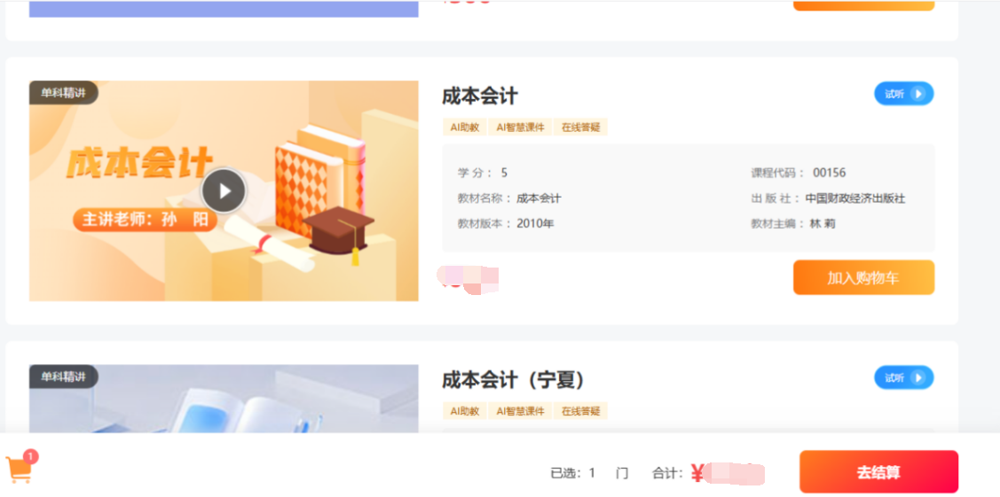 单科精讲
成本会计
主讲老师：孙 阳
成本会计
试听
AI助教 AI智慧课件 在线答疑
学 分： 5
课程代码： 00156
教材名称： 成本会计
出 版 社： 中国财政经济出版社
教材版本： 2010年
教材主编： 林 莉
加入购物车
单科精讲
成本会计（宁夏）
试听
AI助教 AI智慧课件 在线答疑
1
已选： 1 门 合计： ¥
去结算